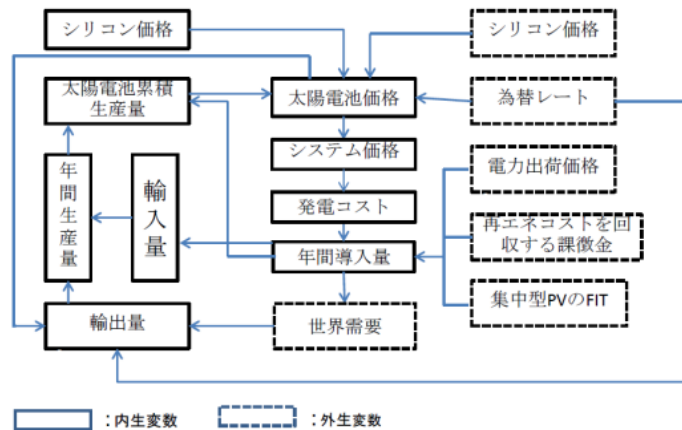 シリコン価格
シリコン価格
太陽電池累積
生産量
太陽電池価格
為替レート
システム価格
電力出荷価格
年間生産量
輸入量
発電コスト
再エネコストを回
収する課徴金
年間導入量
集中型PVのFIT
輸出量
世界需要
：内生変数
：外生変数